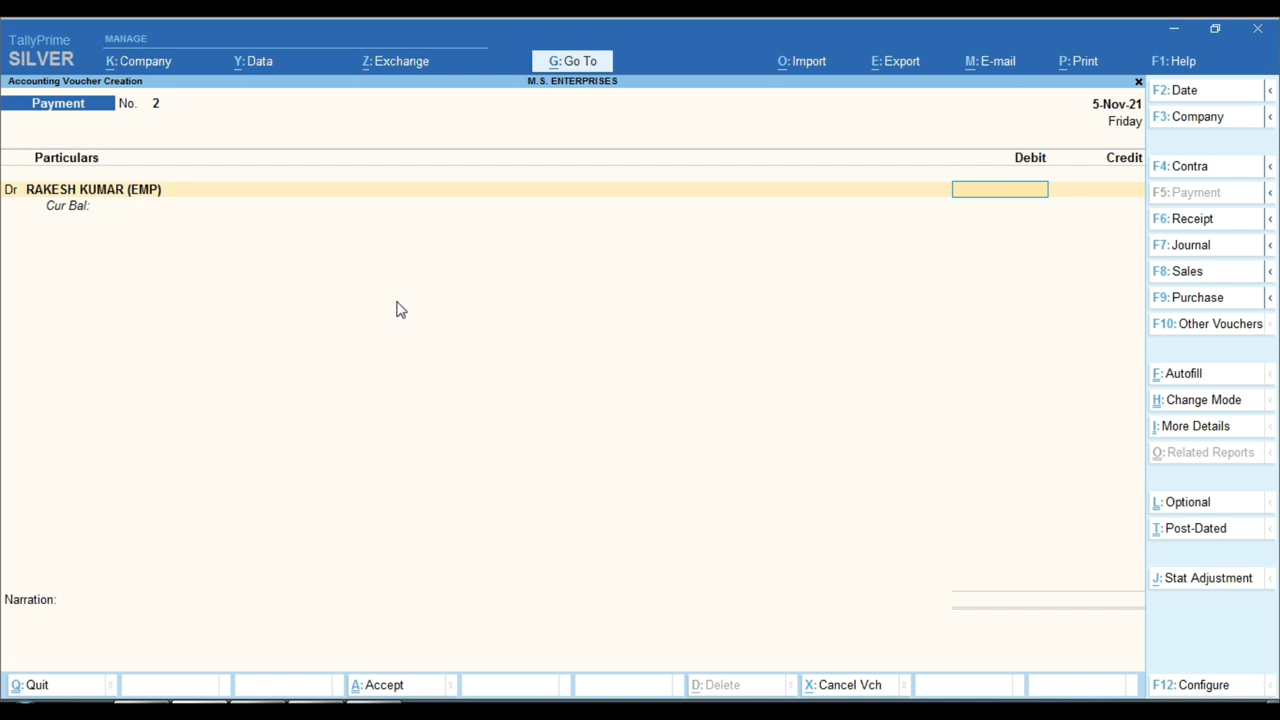 TallyPrime
SILVER
MANAGE
K: Company
Y: Data
Z: Exchange
G: Go To
O: Import
E: Export
M: E-mail
P: Print
F1: Help
Accounting Voucher Creation
M.S. ENTERPRISES
Payment No. 2
5-Nov-21
Friday
Particulars Debit Credit
Dr RAKESH KUMAR (EMP)
Cur Bal:
Narration:
F2: Date
F3: Company
F4: Contra
F5: Payment
F6: Receipt
F7: Journal
F8: Sales
F9: Purchase
F10: Other Vouchers
F: Autofill
H: Change Mode
I: More Details
O: Related Reports
L: Optional
T: Post-Dated
J: Stat Adjustment
Q: Quit
A: Accept
D: Delete
X: Cancel Vch
F12: Configure